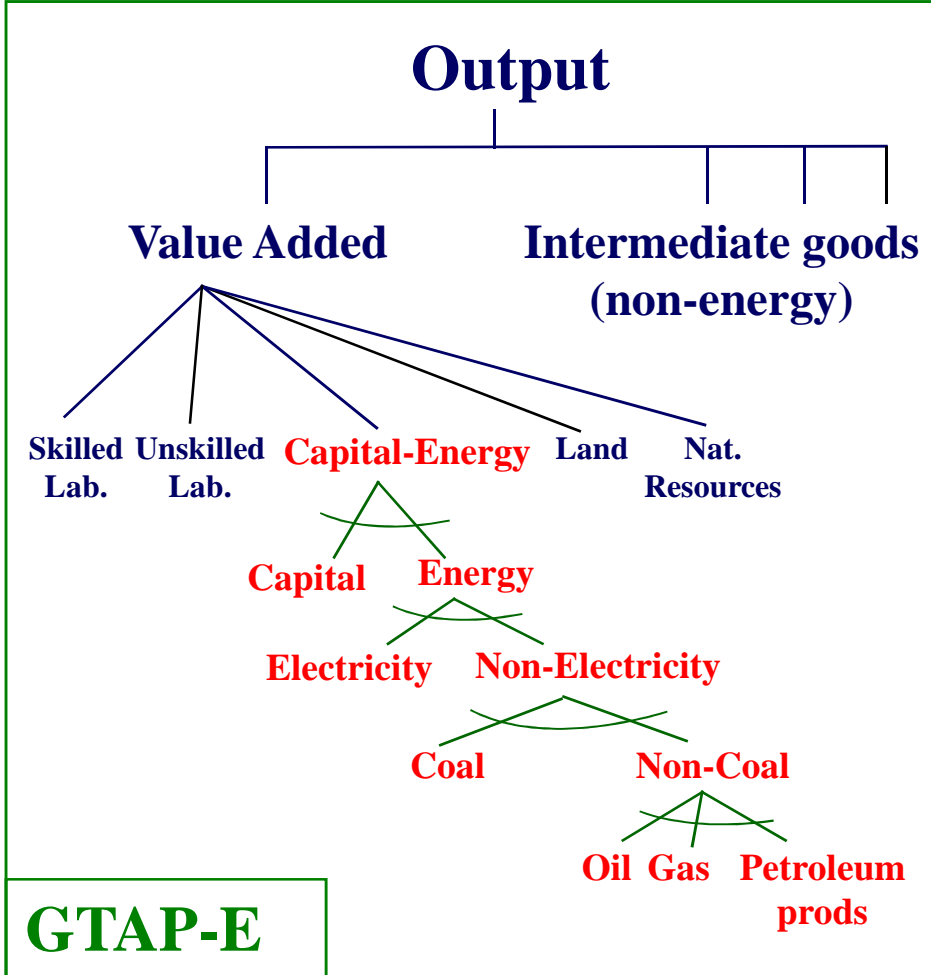 Output
Value Added
Intermediate goods
(non-energy)
Skilled
Lab.
Unskilled
Lab.
Capital-Energy
Land
Nat.
Resources
Capital
Energy
Electricity
Non-Electricity
Coal
Non-Coal
Oil
Gas
Petroleum
prods
GTAP-E